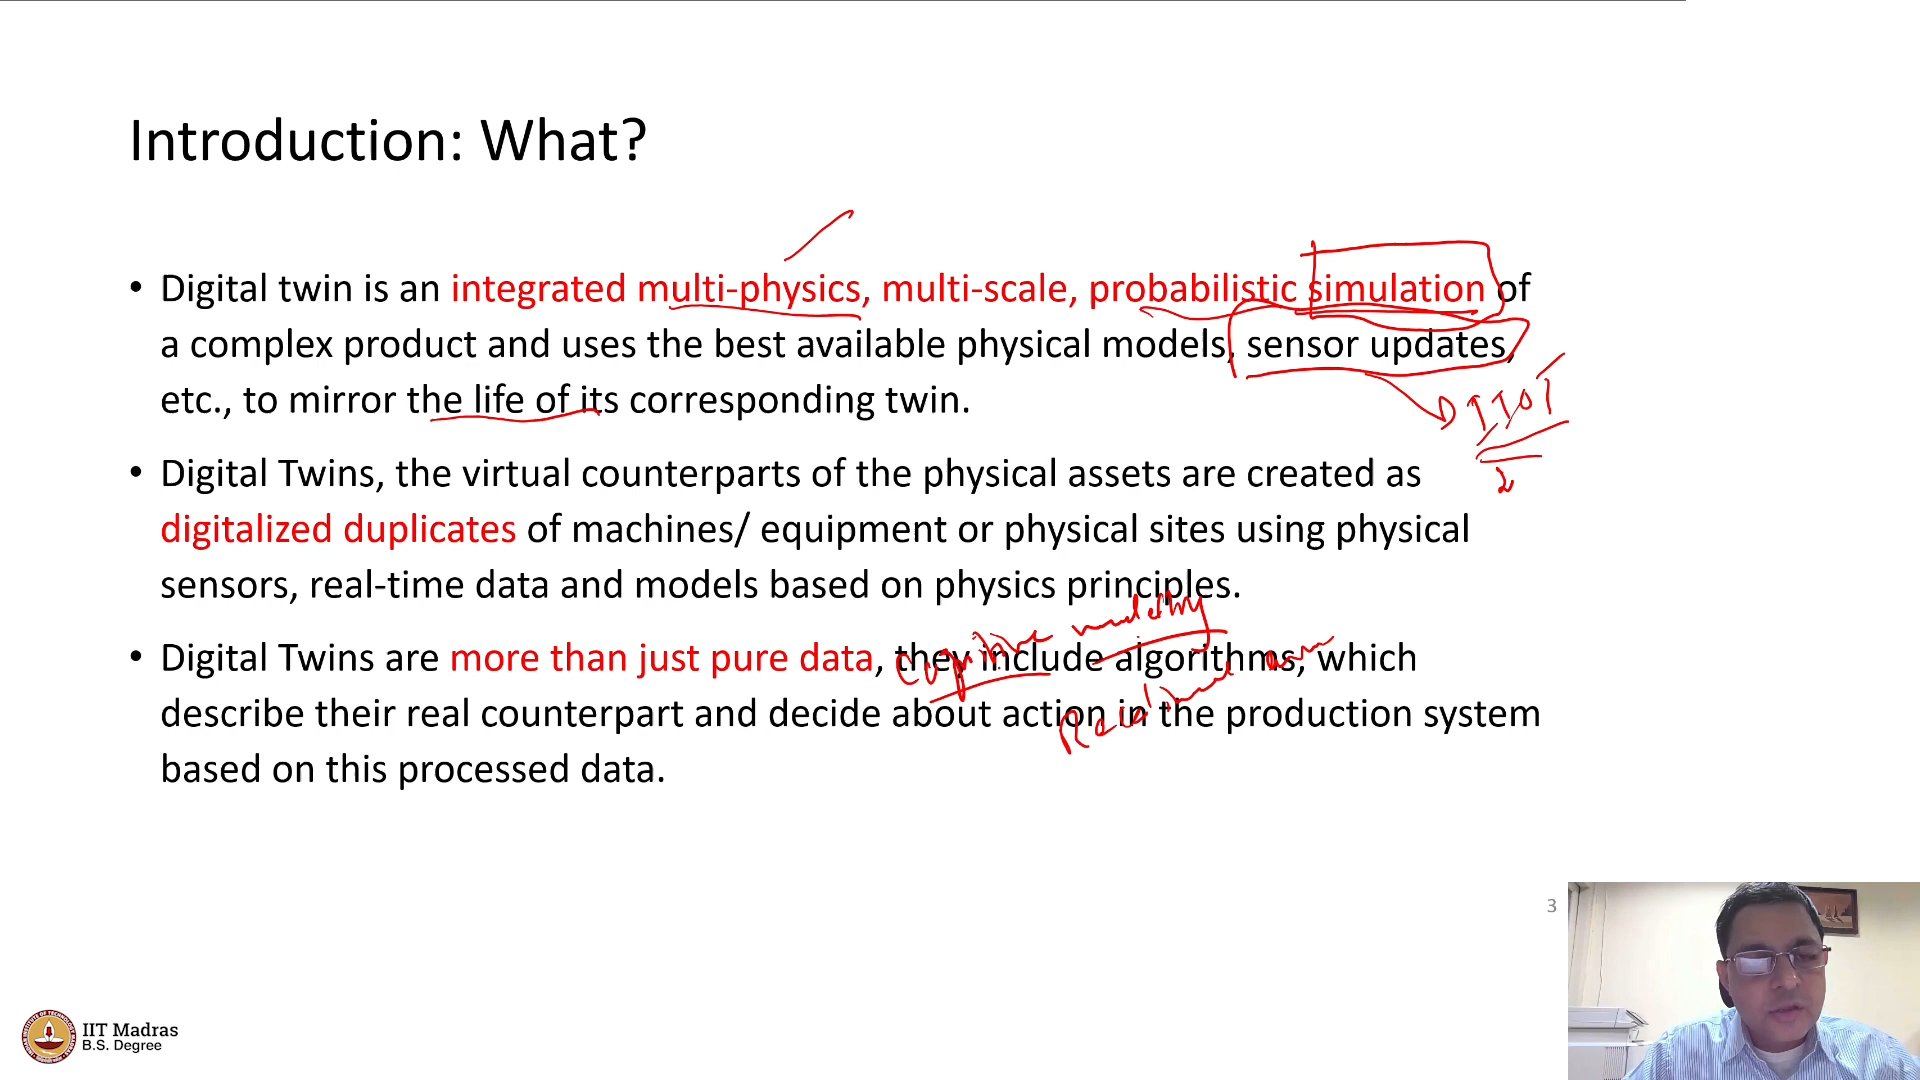 Introduction: What?
• Digital twin is an integrated multi-physics, multi-scale, probabilistic simulation of
a complex product and uses the best available physical models, sensor updates,
etc., to mirror the life of its corresponding twin.
IIOT
2
• Digital Twins, the virtual counterparts of the physical assets are created as
digitalized duplicates of machines/ equipment or physical sites using physical
sensors, real-time data and models based on physics principles.
Cognitive modeling
• Digital Twins are more than just pure data, they include algorithms, which
describe their real counterpart and decide about action in the production system
based on this processed data.
3
IIT Madras
B.S. Degree